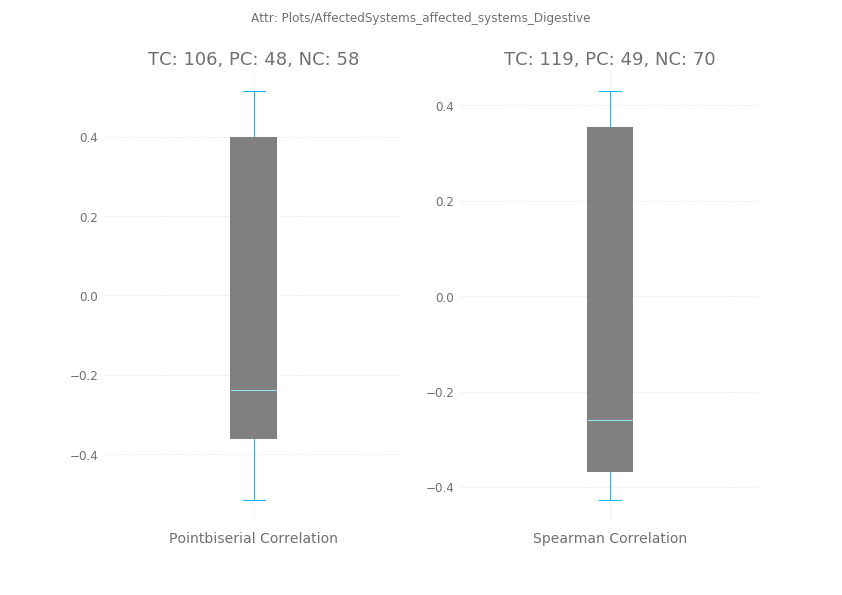 Attr: Plots/AffectedSystems_affected_systems_Digestive
TC: 106, PC: 48, NC: 58
0.4
0.2
0.0
−0.2
−0.4
Pointbiserial Correlation
TC: 119, PC: 49, NC: 70
0.4
0.2
0.0
−0.2
−0.4
Spearman Correlation